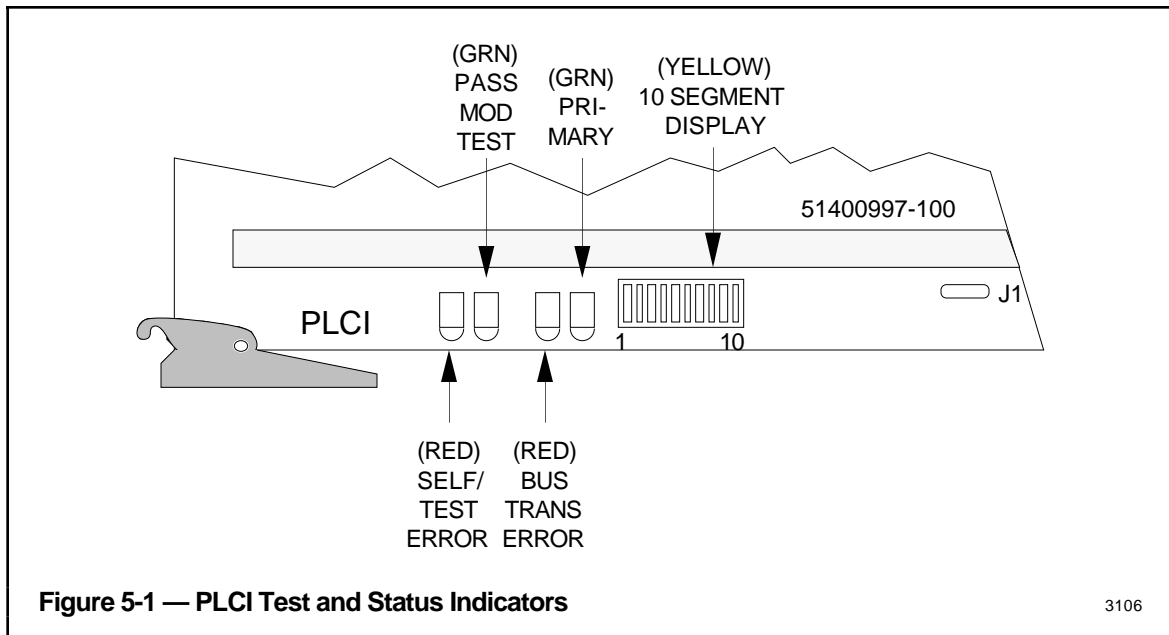 (GRN)
PASS
MOD
TEST
(GRN)
PRI-
MARY
(YELLOW)
10 SEGMENT
DISPLAY
51400997-100
J1
PLCI
1
10
(RED)
SELF/
TEST
ERROR
(RED)
BUS
TRANS
ERROR
Figure 5-1 — PLCI Test and Status Indicators
3106